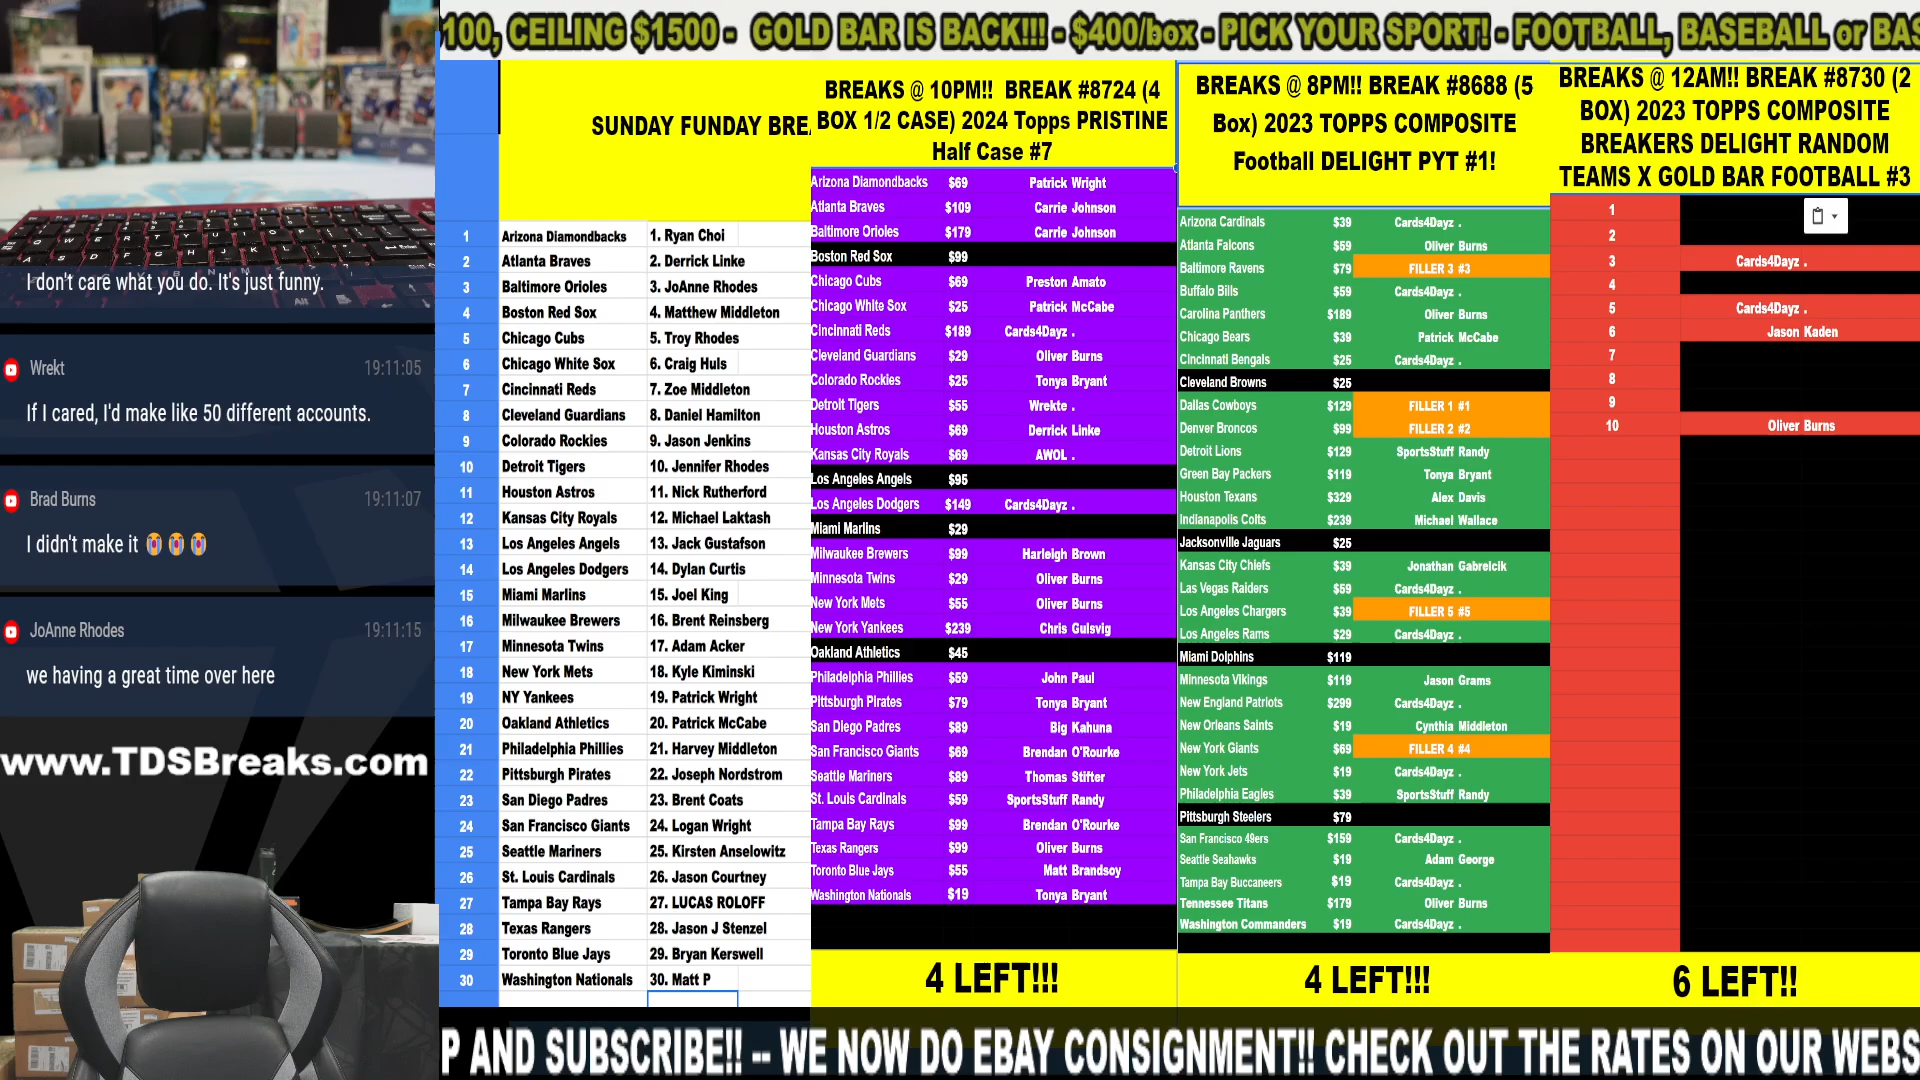 100, CEILING $1500 - GOLD BAR IS BACK!!! - $400/box - PICK YOUR SPORT! - FOOTBALL, BASEBALL or BAS
I don't care what you do. It's just funny.
Wrekt 19:11:05
If I cared, I'd make like 50 different accounts.
Brad Burns 19:11:07
I didn't make it 😭😭😭
JoAnne Rhodes 19:11:15
we having a great time over here
www.TDSBreaks.com
SUNDAY FUNDAY BREA
1 Arizona Diamondbacks 1. Ryan Choi
2 Atlanta Braves 2. Derrick Linke
3 Baltimore Orioles 3. JoAnne Rhodes
4 Boston Red Sox 4. Matthew Middleton
5 Chicago Cubs 5. Troy Rhodes
6 Chicago White Sox 6. Craig Huls
7 Cincinnati Reds 7. Zoe Middleton
8 Cleveland Guardians 8. Daniel Hamilton
9 Colorado Rockies 9. Jason Jenkins
10 Detroit Tigers 10. Jennifer Rhodes
11 Houston Astros 11. Nick Rutherford
12 Kansas City Royals 12. Michael Laktash
13 Los Angeles Angels 13. Jack Gustafson
14 Los Angeles Dodgers 14. Dylan Curtis
15 Miami Marlins 15. Joel King
16 Milwaukee Brewers 16. Brent Reinsberg
17 Minnesota Twins 17. Adam Acker
18 New York Mets 18. Kyle Kiminski
19 NY Yankees 19. Patrick Wright
20 Oakland Athletics 20. Patrick McCabe
21 Philadelphia Phillies 21. Harvey Middleton
22 Pittsburgh Pirates 22. Joseph Nordstrom
23 San Diego Padres 23. Brent Coats
24 San Francisco Giants 24. Logan Wright
25 Seattle Mariners 25. Kirsten Anselowitz
26 St. Louis Cardinals 26. Jason Courtney
27 Tampa Bay Rays 27. LUCAS ROLOFF
28 Texas Rangers 28. Jason J Stenzel
29 Toronto Blue Jays 29. Bryan Kerswell
30 Washington Nationals 30. Matt P
BREAKS @ 10PM!! BREAK #8724 (4
BOX 1/2 CASE) 2024 Topps PRISTINE
Half Case #7
Arizona Diamondbacks $69 Patrick Wright
Atlanta Braves $109 Carrie Johnson
Baltimore Orioles $179 Carrie Johnson
Boston Red Sox $99
Chicago Cubs $69 Preston Amato
Chicago White Sox $25 Patrick McCabe
Cincinnati Reds $189 Cards4Dayz .
Cleveland Guardians $29 Oliver Burns
Colorado Rockies $25 Tonya Bryant
Detroit Tigers $55 Wrekte .
Houston Astros $69 Derrick Linke
Kansas City Royals $69 AWOL .
Los Angeles Angels $95
Los Angeles Dodgers $149 Cards4Dayz .
Miami Marlins $29
Milwaukee Brewers $99 Harleigh Brown
Minnesota Twins $29 Oliver Burns
New York Mets $55 Oliver Burns
New York Yankees $239 Chris Gulsvig
Oakland Athletics $45
Philadelphia Phillies $59 John Paul
Pittsburgh Pirates $79 Tonya Bryant
San Diego Padres $89 Big Kahuna
San Francisco Giants $69 Brendan O'Rourke
Seattle Mariners $89 Thomas Stifter
St. Louis Cardinals $59 SportsStuff Randy
Tampa Bay Rays $99 Brendan O'Rourke
Texas Rangers $99 Oliver Burns
Toronto Blue Jays $55 Matt Brandsoy
Washington Nationals $19 Tonya Bryant
4 LEFT!!!
BREAKS @ 8PM!! BREAK #8688 (5
Box) 2023 TOPPS COMPOSITE
Football DELIGHT PYT #1!
Arizona Cardinals $39 Cards4Dayz .
Atlanta Falcons $59 Oliver Burns
Baltimore Ravens $79 FILLER 3 #3
Buffalo Bills $59 Cards4Dayz .
Carolina Panthers $189 Oliver Burns
Chicago Bears $39 Patrick McCabe
Cincinnati Bengals $25 Cards4Dayz .
Cleveland Browns $25
Dallas Cowboys $129 FILLER 1 #1
Denver Broncos $99 FILLER 2 #2
Detroit Lions $129 SportsStuff Randy
Green Bay Packers $119 Tonya Bryant
Houston Texans $329 Alex Davis
Indianapolis Colts $239 Michael Wallace
Jacksonville Jaguars $25
Kansas City Chiefs $39 Jonathan Gabrelcik
Las Vegas Raiders $59 Cards4Dayz .
Los Angeles Chargers $39 FILLER 5 #5
Los Angeles Rams $29 Cards4Dayz .
Miami Dolphins $119
Minnesota Vikings $119 Jason Grams
New England Patriots $299 Cards4Dayz .
New Orleans Saints $19 Cynthia Middleton
New York Giants $69 FILLER 4 #4
New York Jets $19 Cards4Dayz .
Philadelphia Eagles $39 SportsStuff Randy
Pittsburgh Steelers $79
San Francisco 49ers $159 Cards4Dayz .
Seattle Seahawks $19 Adam George
Tampa Bay Buccaneers $19 Cards4Dayz .
Tennessee Titans $179 Oliver Burns
Washington Commanders $19 Cards4Dayz .
4 LEFT!!!
BREAKS @ 12AM!! BREAK #8730 (2
BOX) 2023 TOPPS COMPOSITE
BREAKERS DELIGHT RANDOM
TEAMS X GOLD BAR FOOTBALL #3
1
2
3 Cards4Dayz .
4
5 Cards4Dayz .
6 Jason Kaden
7
8
9
10 Oliver Burns
6 LEFT!!
P AND SUBSCRIBE!! -- WE NOW DO EBAY CONSIGNMENT!! CHECK OUT THE RATES ON OUR WEBS